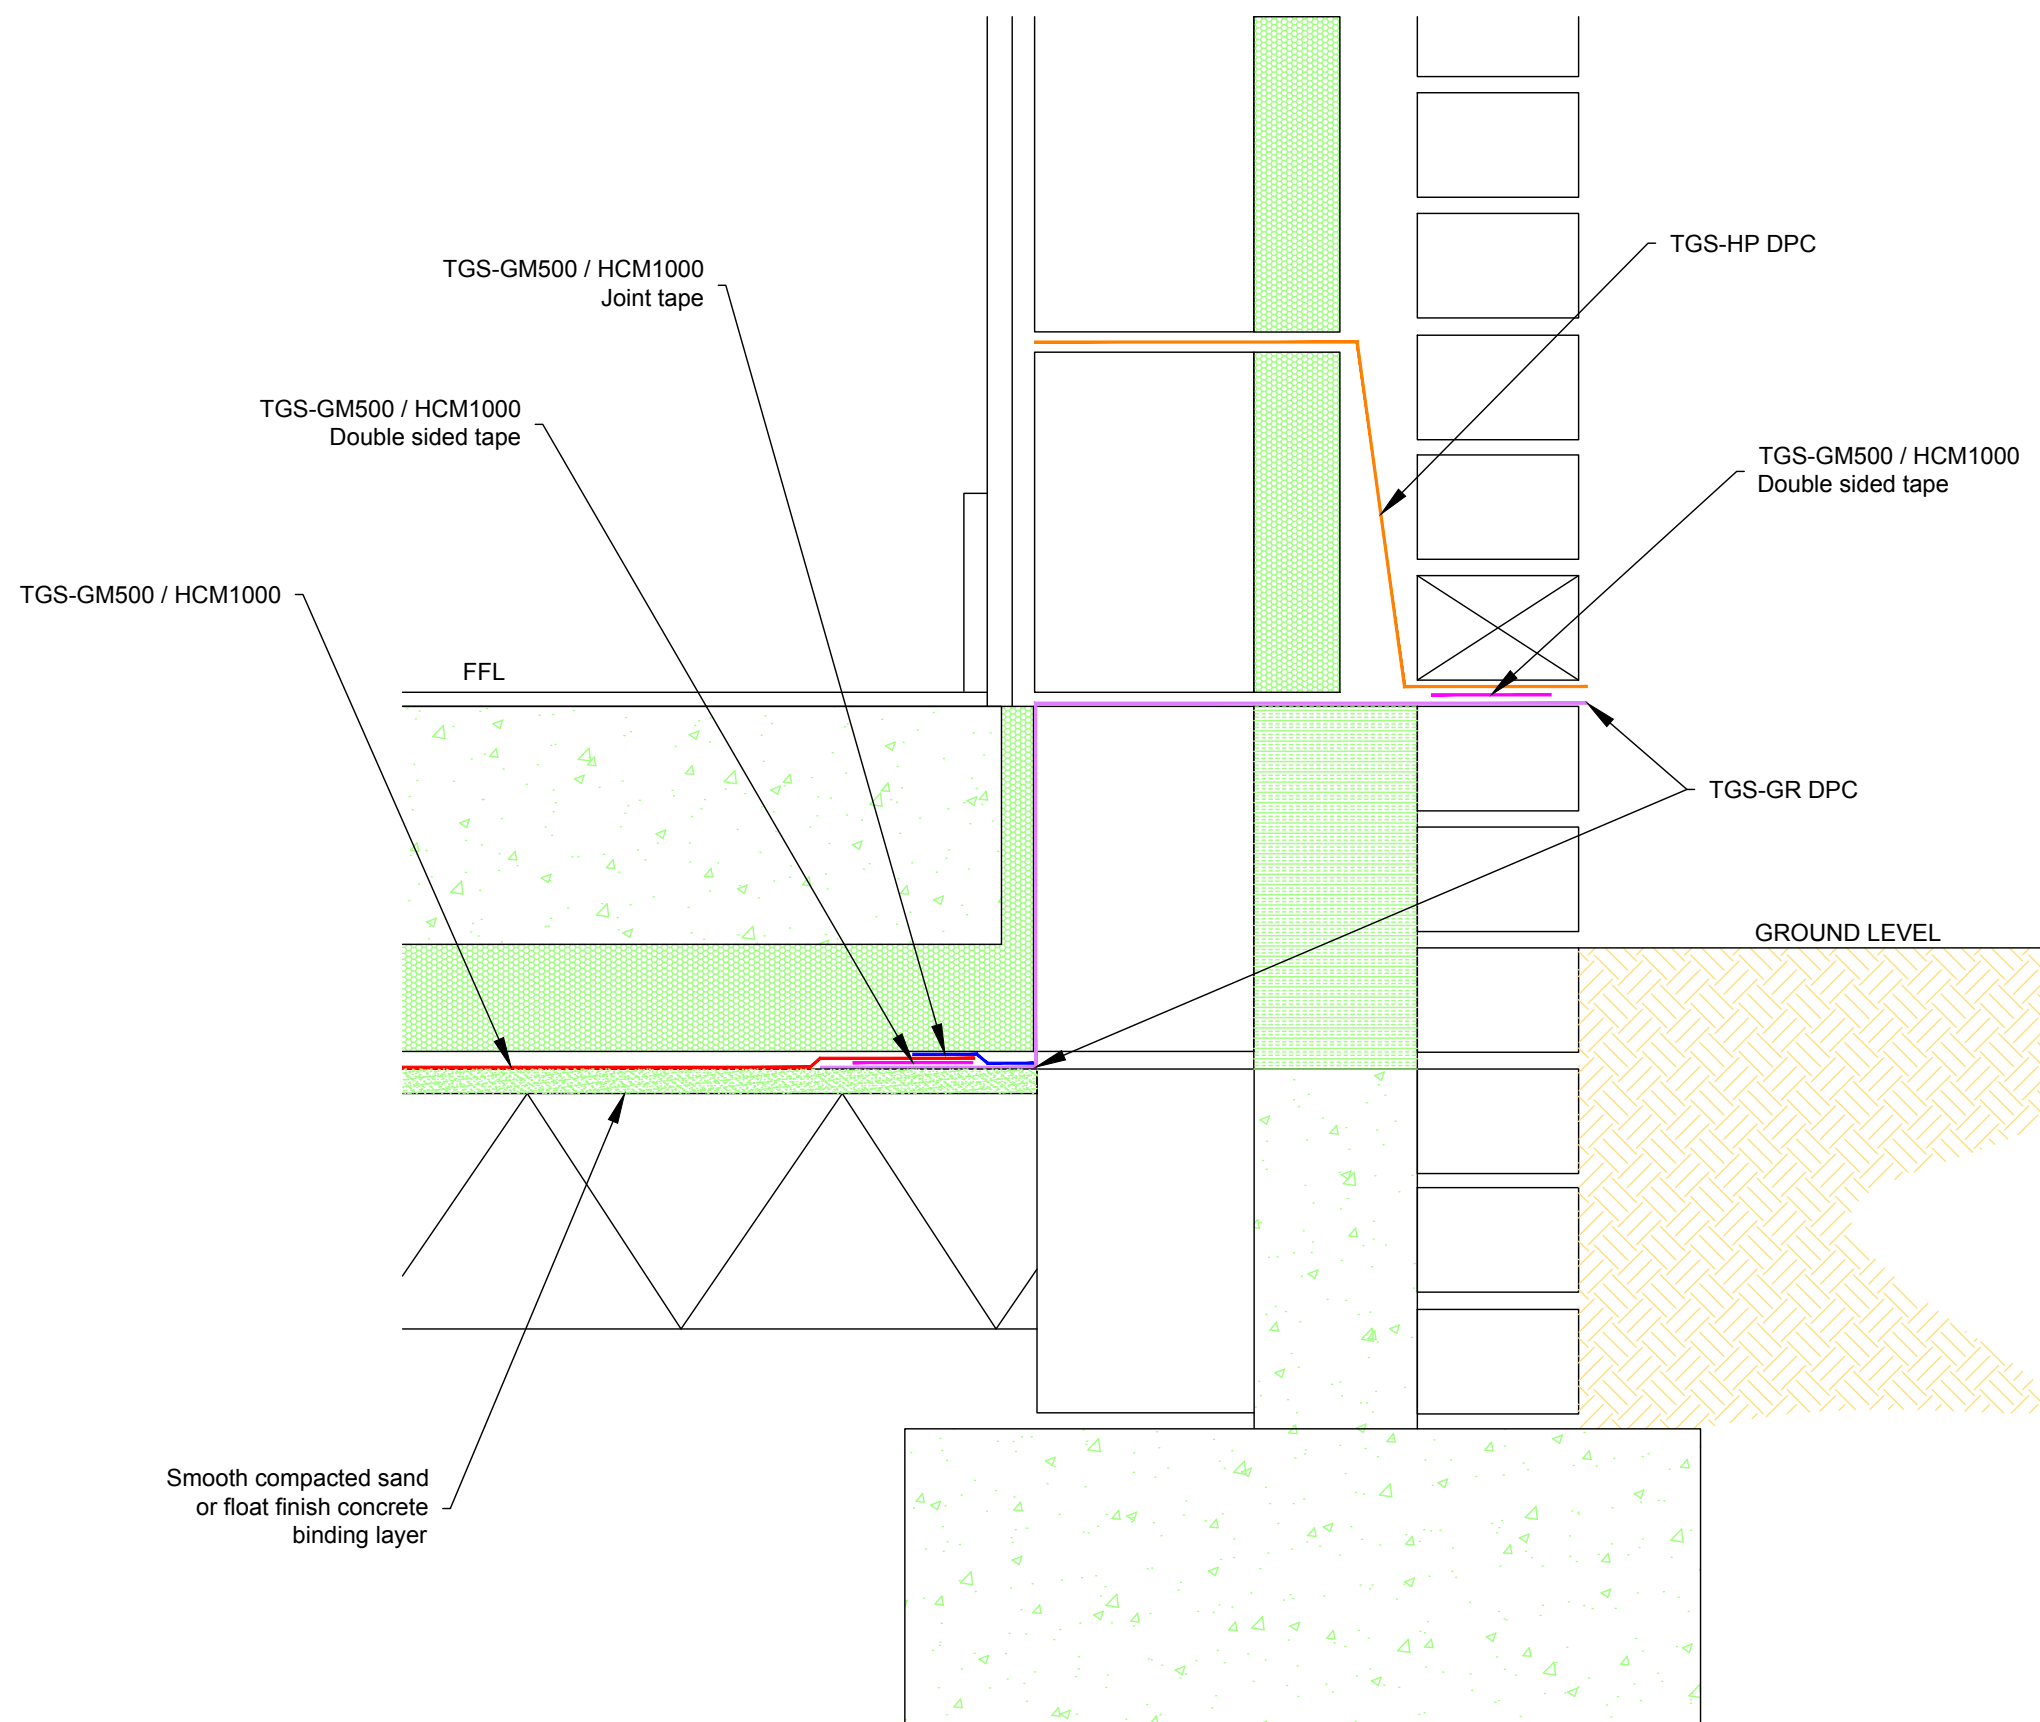 TGS-HP DPC
TGS-GM500 / HCM1000
Joint tape
TGS-GM500 / HCM1000
Double sided tape
TGS-GM500 / HCM1000
Double sided tape
TGS-GM500 / HCM1000
FFL
TGS-GR DPC
GROUND LEVEL
Smooth compacted sand
or float finish concrete
binding layer